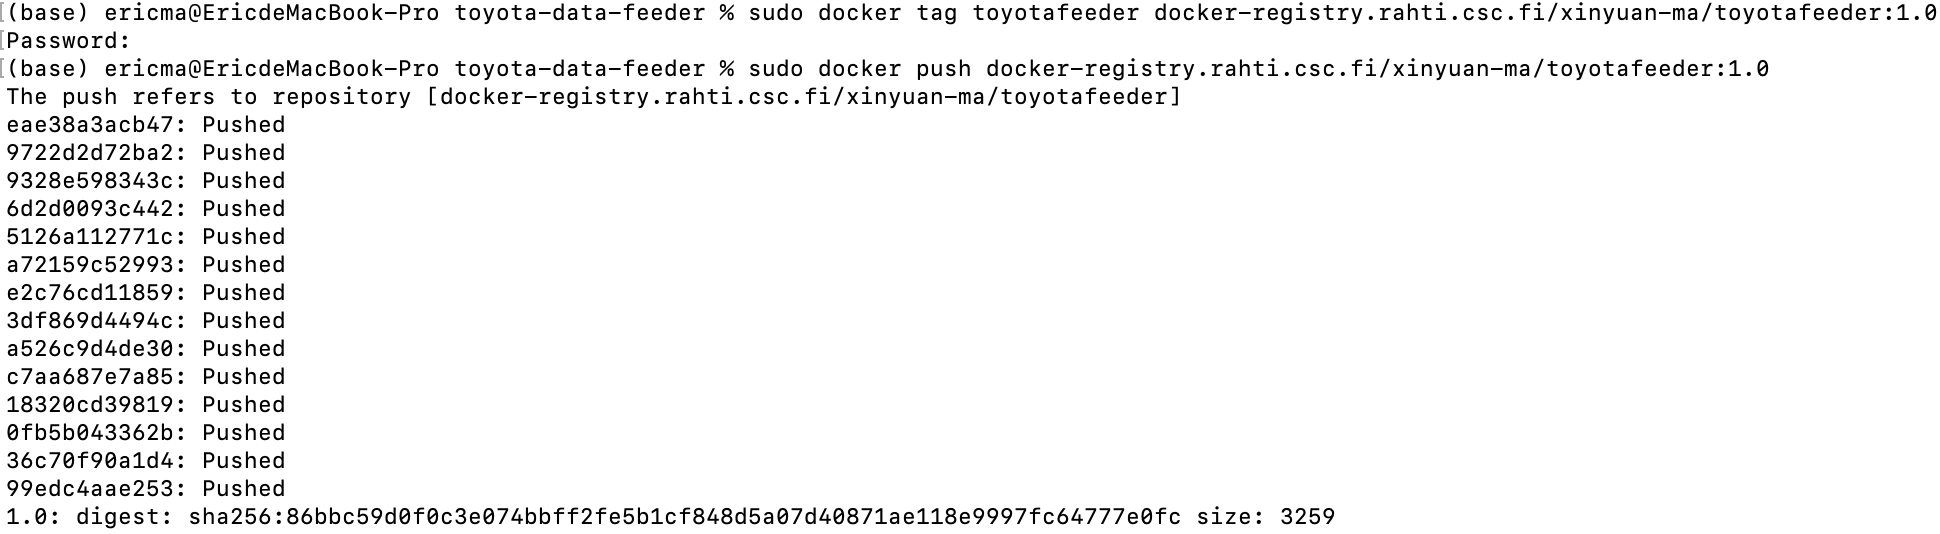 (base) ericma@EricdeMacBook-Pro toyota-data-feeder % sudo docker tag toyotafeeder docker-registry.rahti.csc.fi/xinyuan-ma/toyotafeeder:1.0
Password:
(base) ericma@EricdeMacBook-Pro toyota-data-feeder % sudo docker push docker-registry.rahti.csc.fi/xinyuan-ma/toyotafeeder:1.0
The push refers to repository [docker-registry.rahti.csc.fi/xinyuan-ma/toyotafeeder]
eae38a3acb47: Pushed
9722d2d72ba2: Pushed
9328e598343c: Pushed
6d2d0093c442: Pushed
5126a112771c: Pushed
a72159c52993: Pushed
e2c76cd11859: Pushed
3df869d4494c: Pushed
a526c9d4de30: Pushed
c7aa687e7a85: Pushed
18320cd39819: Pushed
0fb5b043362b: Pushed
36c70f90a1d4: Pushed
99edc4aae253: Pushed
1.0: digest: sha256:86bbc59d0f0c3e074bbff2fe5b1cf848d5a07d40871ae118e9997fc64777e0fc size: 3259